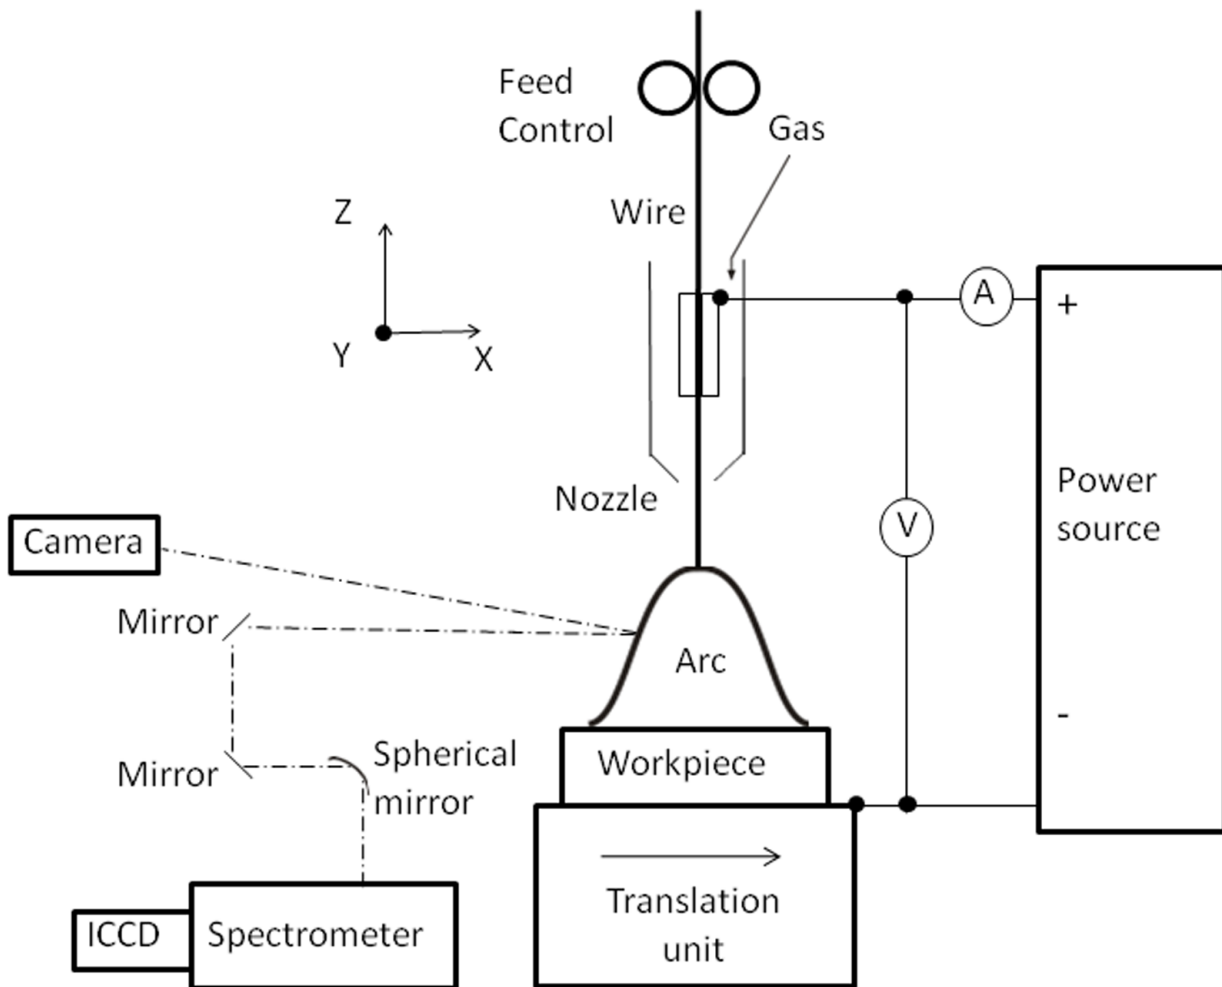 Feed
Control
Gas
Wire
Z
Y
X
A
+
Nozzle
Power
source
V
Camera
Mirror
Arc
-
Mirror
Spherical
mirror
Workpiece
Translation
unit
ICCD
Spectrometer